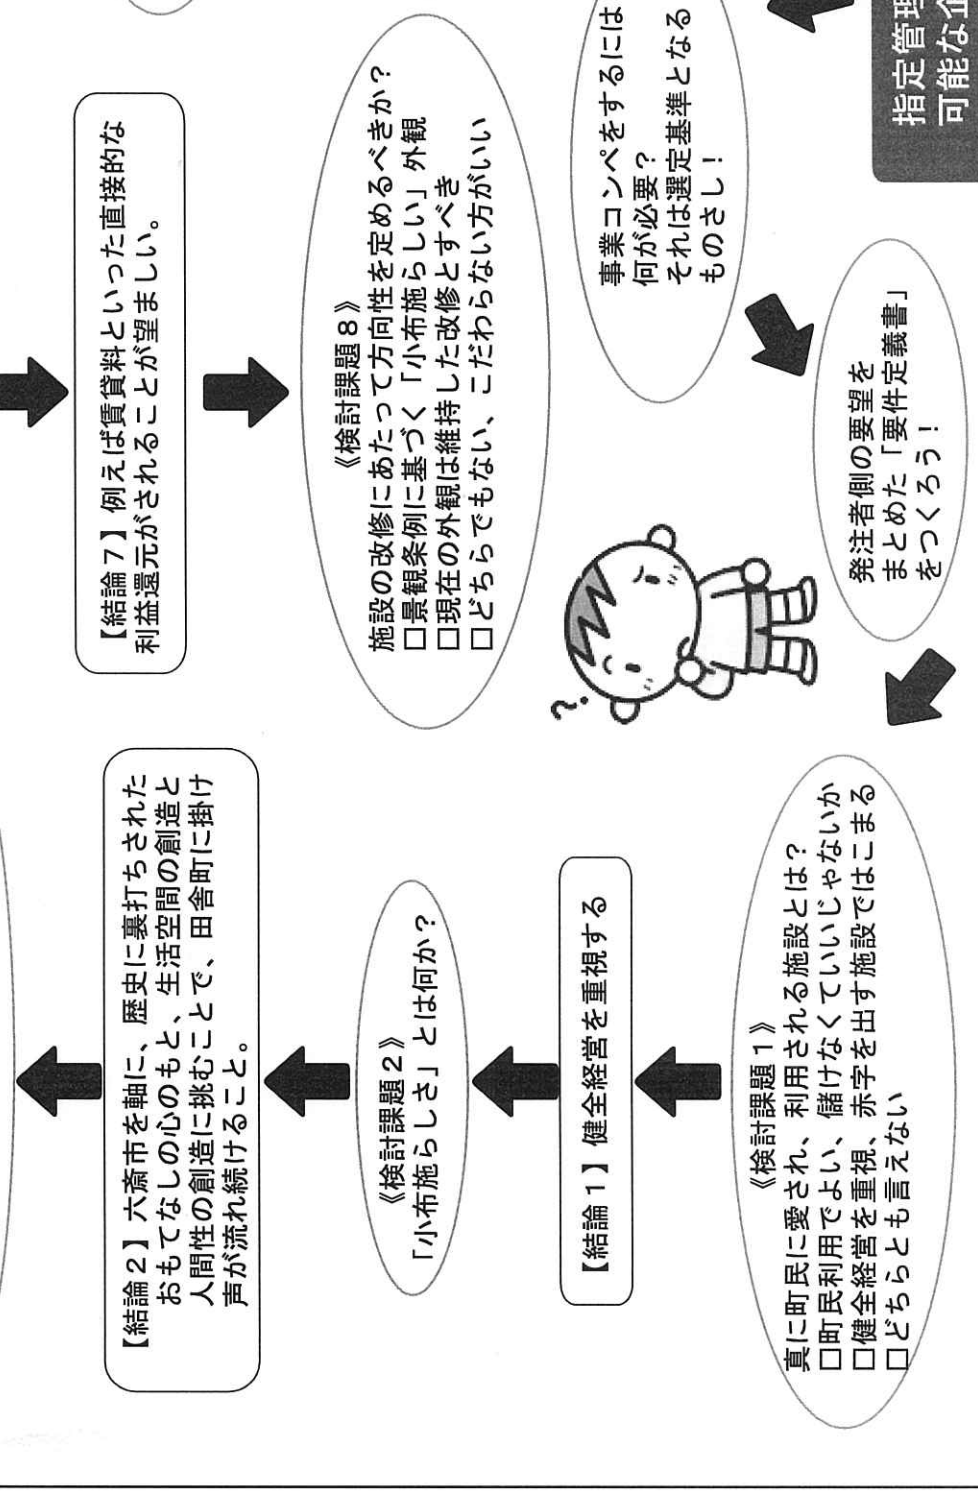 指定管理
可能な企
事業コンペをするには
何が必要?
それは選定基準となる
ものさし!
発注者側の要望を
まとめた「要件定義書」
をつくろう!
《検討課題1》
真に町民に愛され、利用される施設とは?
□町民利用でよい、儲けなくていいじゃないか
□健全経営を重視、赤字を出す施設ではこまる
□どちらとも言えない
【結論1】健全経営を重視する
《検討課題2》
「小布施らしさ」とは何か?
【結論2】六斎市を軸に、歴史に裏打ちされた
おもてなしの心のもと、生活空間の創造と
人間性の創造に挑むことで、田舎町に掛け
声が流れ続けること。
【結論7】例えば賃貸料といった直接的な
利益還元がされることが望ましい。
《検討課題8》
施設の改修にあたって方向性を定めるべきか?
□景観条例に基づく「小布施らしい」外観
□現在の外観は維持した改修とすべき
□どちらでもない、こだわらない方がいい
?